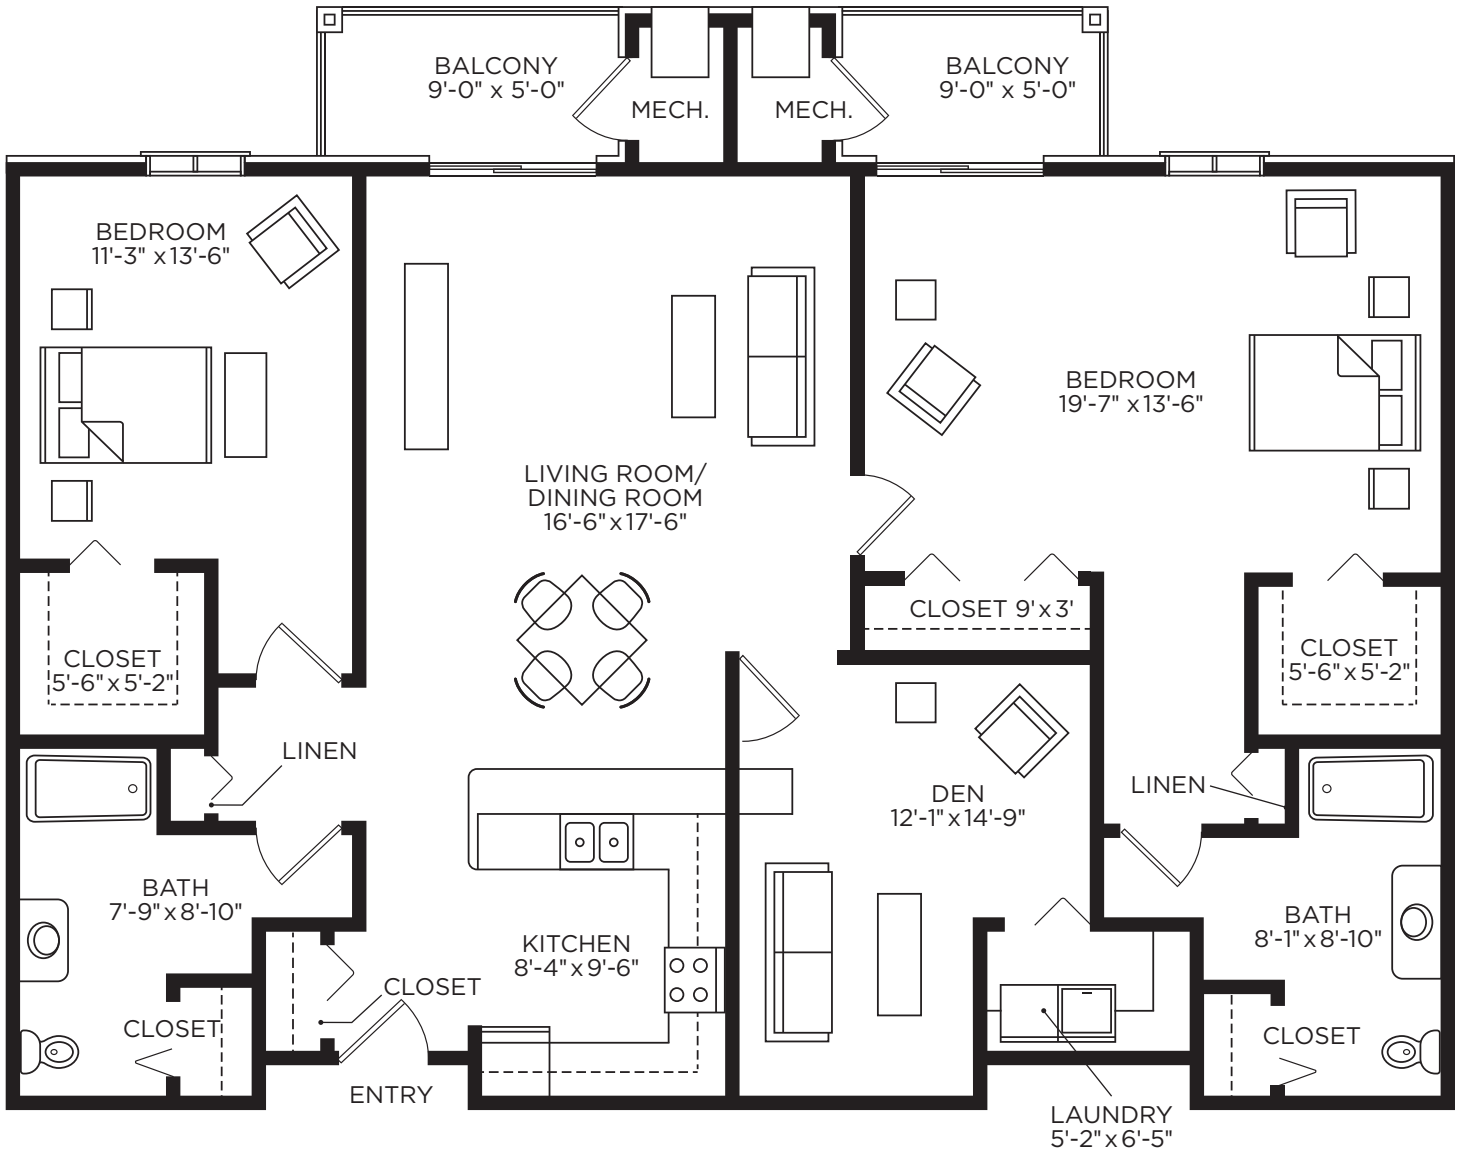 BALCONY
9'-0" x 5'-0"
MECH.
MECH.
BALCONY
9'-0" x 5'-0"
BEDROOM
11'-3" x 13'-6"
BEDROOM
19'-7" x 13'-6"
LIVING ROOM/
DINING ROOM
16'-6" x 17'-6"
CLOSET 9' x 3'
CLOSET
5'-6" x 5'-2"
CLOSET
5'-6" x 5'-2"
LINEN
LINEN
DEN
12'-1" x 14'-9"
BATH
7'-9" x 8'-10"
KITCHEN
8'-4" x 9'-6"
BATH
8'-1" x 8'-10"
CLOSET
CLOSET
CLOSET
ENTRY
LAUNDRY
5'-2" x 6'-5"